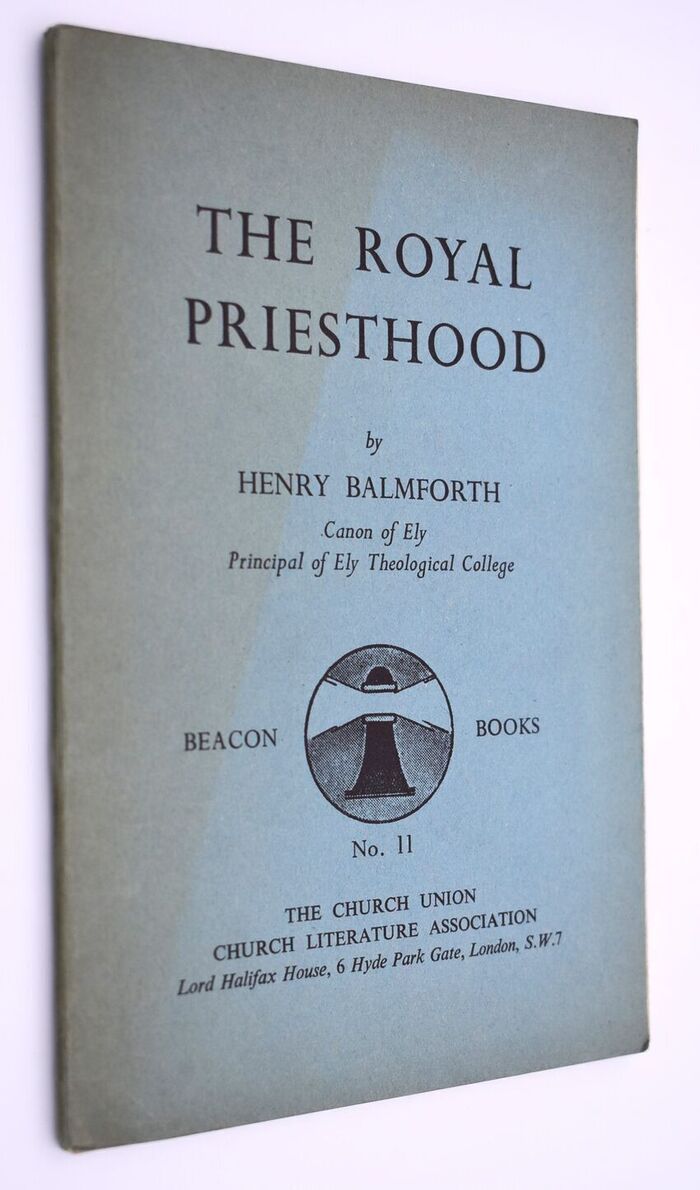 THE ROYAL
PRIESTHOOD
by
HENRY BALMFORTH
Canon of Ely
Principal of Ely Theological College
BEACON BOOKS
No. 11
THE CHURCH UNION
CHURCH LITERATURE ASSOCIATION
Lord Halifax House, 6 Hyde Park Gate, London, S.W.7